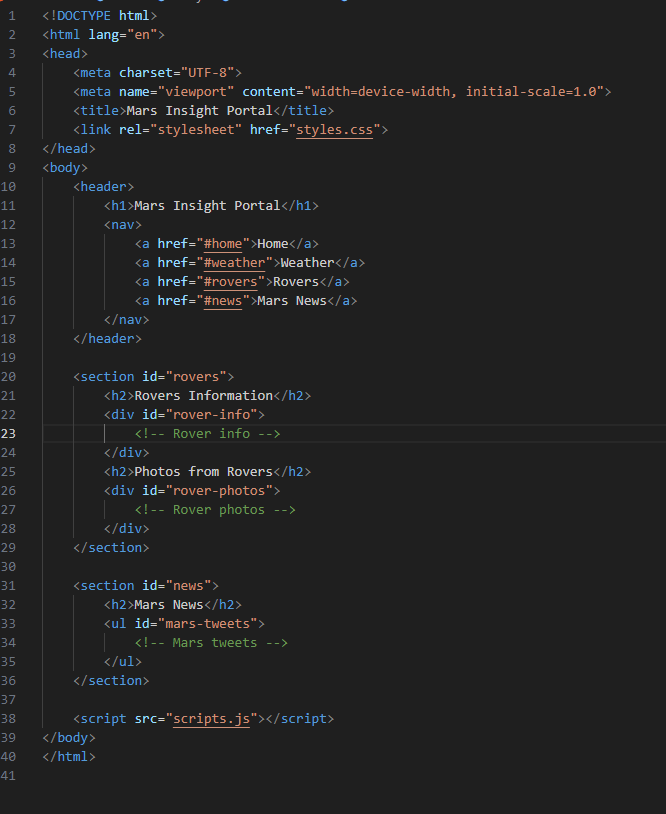 1 <!DOCTYPE html>
2 <html lang="en">
3 <head>
4     <meta charset="UTF-8">
5     <meta name="viewport" content="width=device-width, initial-scale=1.0">
6     <title>Mars Insight Portal</title>
7     <link rel="stylesheet" href="styles.css">
8 </head>
9 <body>
10     <header>
11         <h1>Mars Insight Portal</h1>
12         <nav>
13             <a href="#home">Home</a>
14             <a href="#weather">Weather</a>
15             <a href="#rovers">Rovers</a>
16             <a href="#news">Mars News</a>
17         </nav>
18     </header>
19
20     <section id="rovers">
21         <h2>Rovers Information</h2>
22         <div id="rover-info">
23             <!-- Rover info -->
24         </div>
25         <h2>Photos from Rovers</h2>
26         <div id="rover-photos">
27             <!-- Rover photos -->
28         </div>
29     </section>
30
31     <section id="news">
32         <h2>Mars News</h2>
33         <ul id="mars-tweets">
34             <!-- Mars tweets -->
35         </ul>
36     </section>
37
38     <script src="scripts.js"></script>
39 </body>
40 </html>
41